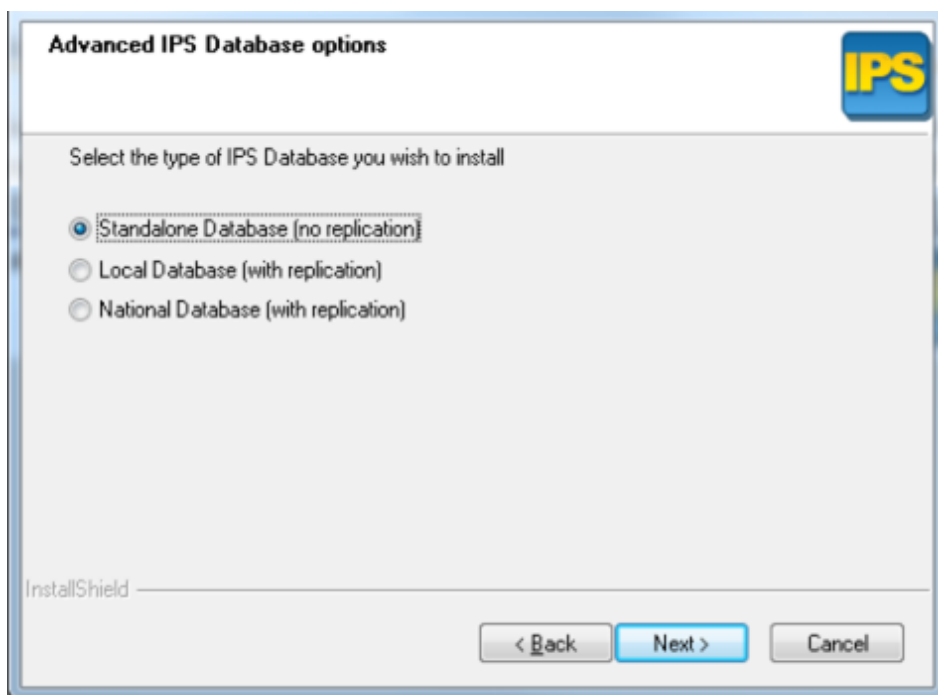 Advanced IPS Database options
IPS
Select the type of IPS Database you wish to install
Standalone Database (no replication)
Local Database (with replication)
National Database (with replication)
InstallShield
< Back
Next >
Cancel